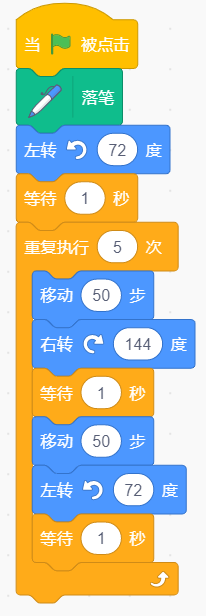 当 被点击
落笔
左转 72 度
等待 1 秒
重复执行 5 次
移动 50 步
右转 144 度
等待 1 秒
移动 50 步
左转 72 度
等待 1 秒